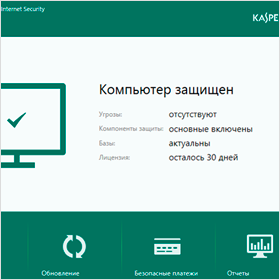 Internet Security
KASPE
Компьютер защищен
Угрозы: отсутствуют
Компоненты защиты: основные включены
Базы: актуальны
Лицензия: осталось 30 дней
Обновление
Безопасные платежи
Отчеты